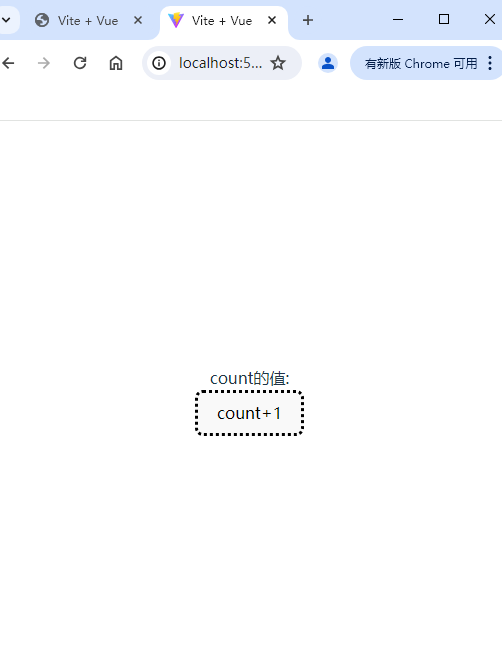 Vite + Vue
Vite + Vue
localhost:5...
有新版 Chrome 可用
count的值:
count+1